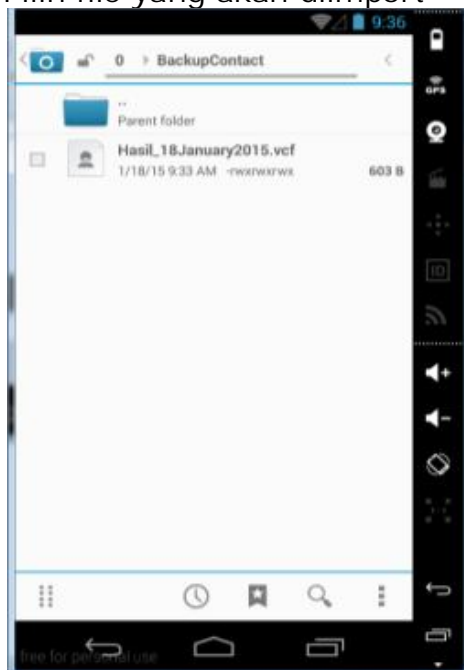 Pilih file yang akan diimport
9:36
0 > BackupContact <
..
Parent folder
Hasil_18January2015.vcf
1/18/15 9:33 AM -rwxrwxrwx 603 B
GPS
ID
free for personal use